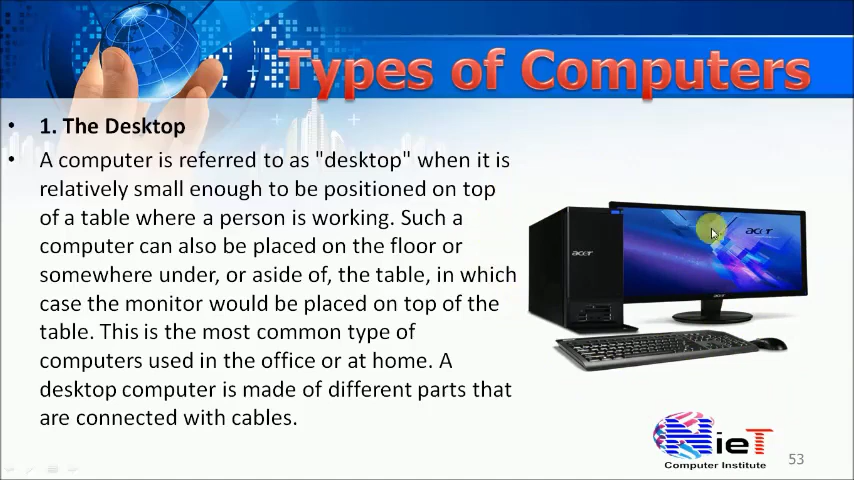 Types of Computers
• 1. The Desktop
• A computer is referred to as "desktop" when it is
relatively small enough to be positioned on top
of a table where a person is working. Such a
computer can also be placed on the floor or
somewhere under, or aside of, the table, in which
case the monitor would be placed on top of the
table. This is the most common type of
computers used in the office or at home. A
desktop computer is made of different parts that
are connected with cables.
acer
acer
NieT
Computer Institute
53